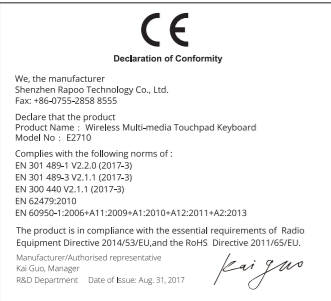 CE
Declaration of Conformity
We, the manufacturer
Shenzhen Rapoo Technology Co., Ltd.
Fax: +86-0755-2858 8555
Declare that the product
Product Name : Wireless Multi-media Touchpad Keyboard
Model No : E2710
Complies with the following norms of :
EN 301 489-1 V2.2.0 (2017-3)
EN 301 489-3 V2.1.1 (2017-3)
EN 300 440 V2.1.1 (2017-3)
EN 62479:2010
EN 60950-1:2006+A11:2009+A1:2010+A12:2011+A2:2013
The product is in compliance with the essential requirements of Radio
Equipment Directive 2014/53/EU,and the RoHS Directive 2011/65/EU.
Manufacturer/Authorised representative
Kai Guo, Manager
R&D Department Date of Issue: Aug. 31, 2017
Kai guo